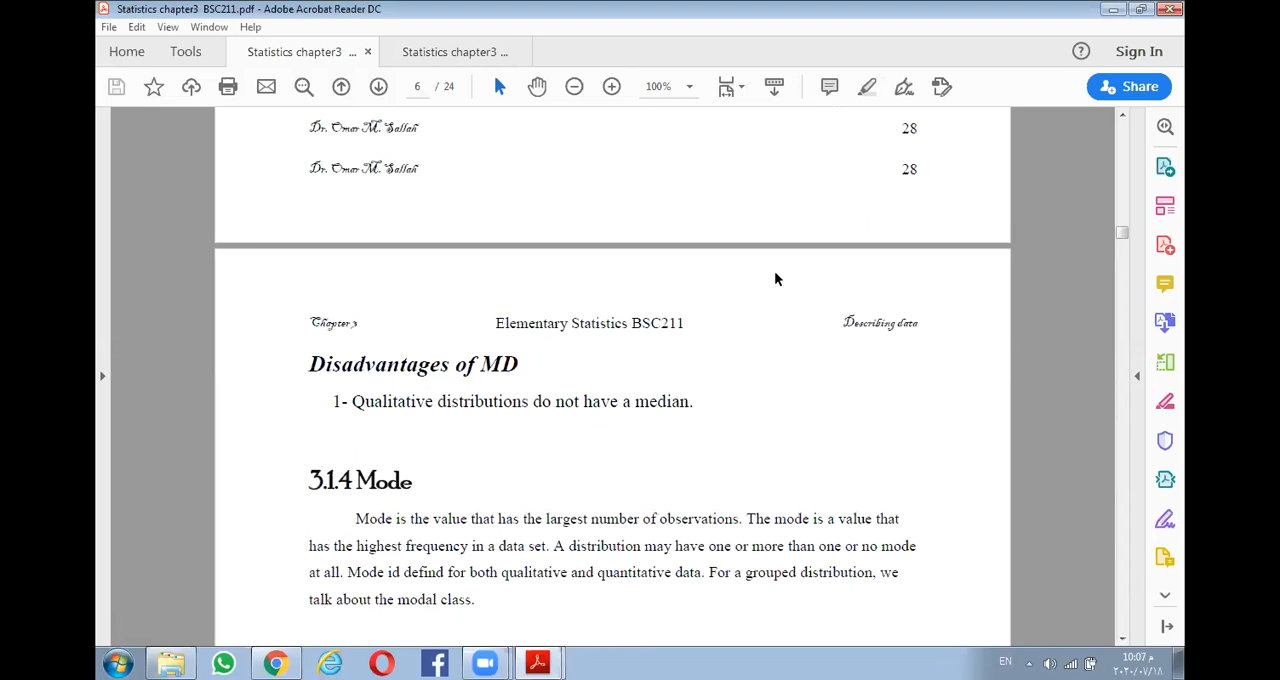 Statistics chapter3 BSC211.pdf - Adobe Acrobat Reader DC
File Edit View Window Help
Home Tools Statistics chapter3 ... × Statistics chapter3 ... Sign In
6 / 24 100% Share
Dr. Omar M. Sallah 28
Dr. Omar M. Sallah 28
Chapter 3 Elementary Statistics BSC211 Describing data
Disadvantages of MD
1- Qualitative distributions do not have a median.
3.1.4 Mode
Mode is the value that has the largest number of observations. The mode is a value that
has the highest frequency in a data set. A distribution may have one or more than one or no mode
at all. Mode id defind for both qualitative and quantitative data. For a grouped distribution, we
talk about the modal class.
EN 10:07 م
٢٠٢٠/٠٧/١٨